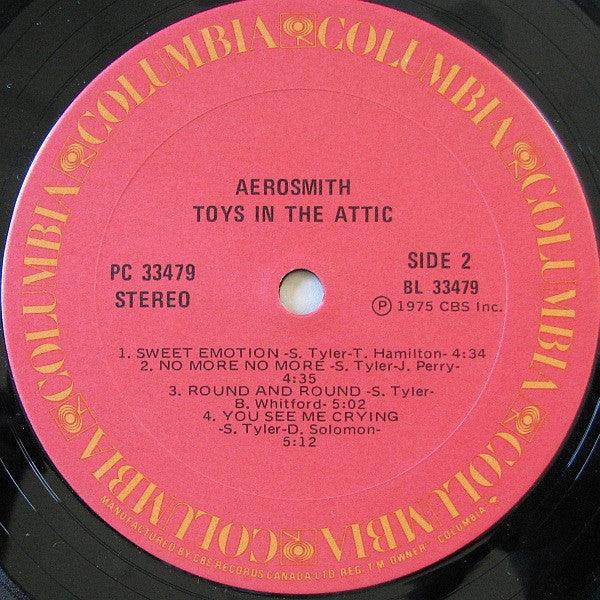 COLUMBIA COLUMBIA COLUMBIA COLUMBIA COLUMBIA COLUMBIA
AEROSMITH
TOYS IN THE ATTIC
PC 33479
STEREO
SIDE 2
BL 33479
Ⓟ 1975 CBS Inc.
1. SWEET EMOTION -S. Tyler-T. Hamilton- 4:34
2. NO MORE NO MORE -S. Tyler-J. Perry-
4:35
3. ROUND AND ROUND -S. Tyler-
B. Whitford- 5:02
4. YOU SEE ME CRYING
-S. Tyler-D. Solomon-
5:12
MANUFACTURED BY CBS RECORDS CANADA LTD. REG. T.M. OWNER- COLUMBIA